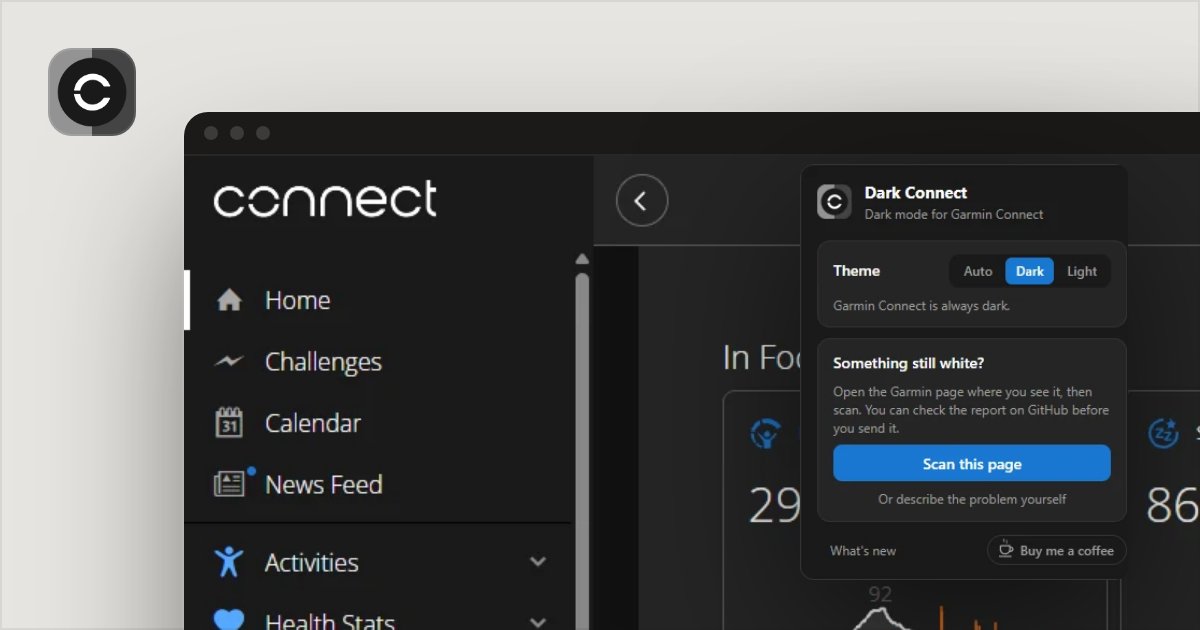 connect
Home
Challenges
31
Calendar
News Feed
Activities
Health Stats
In Foc
29
92
Dark Connect
Dark mode for Garmin Connect
Theme
Auto
Dark
Light
Garmin Connect is always dark.
Something still white?
Open the Garmin page where you see it, then
scan. You can check the report on GitHub before
you send it.
Scan this page
Or describe the problem yourself
What's new
Buy me a coffee
zz
86